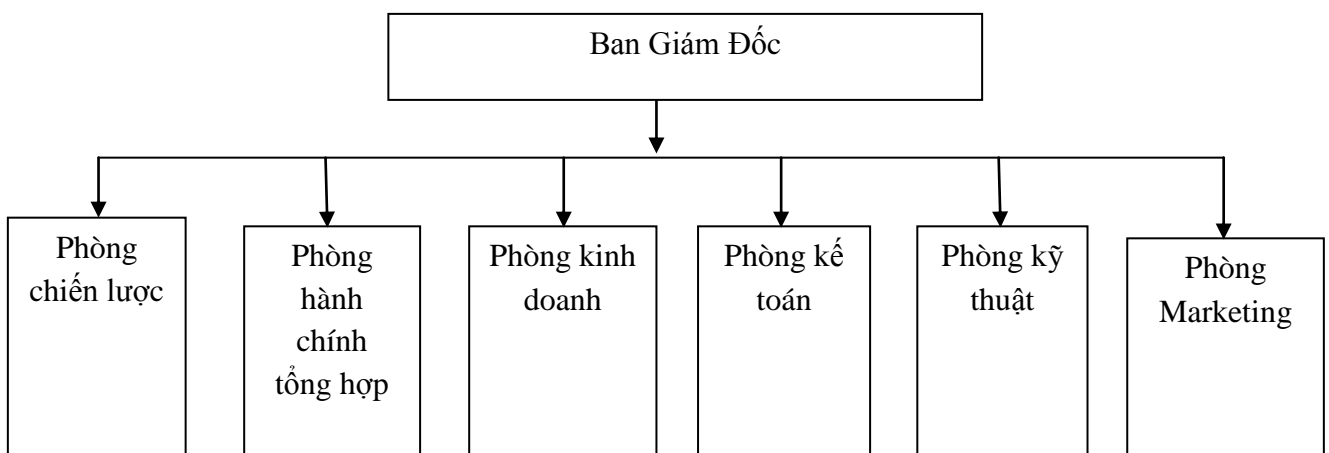 Ban Giám Đốc
Phòng
chiến lược
Phòng
hành
chính
tổng hợp
Phòng kinh
doanh
Phòng kế
toán
Phòng kỹ
thuật
Phòng
Marketing